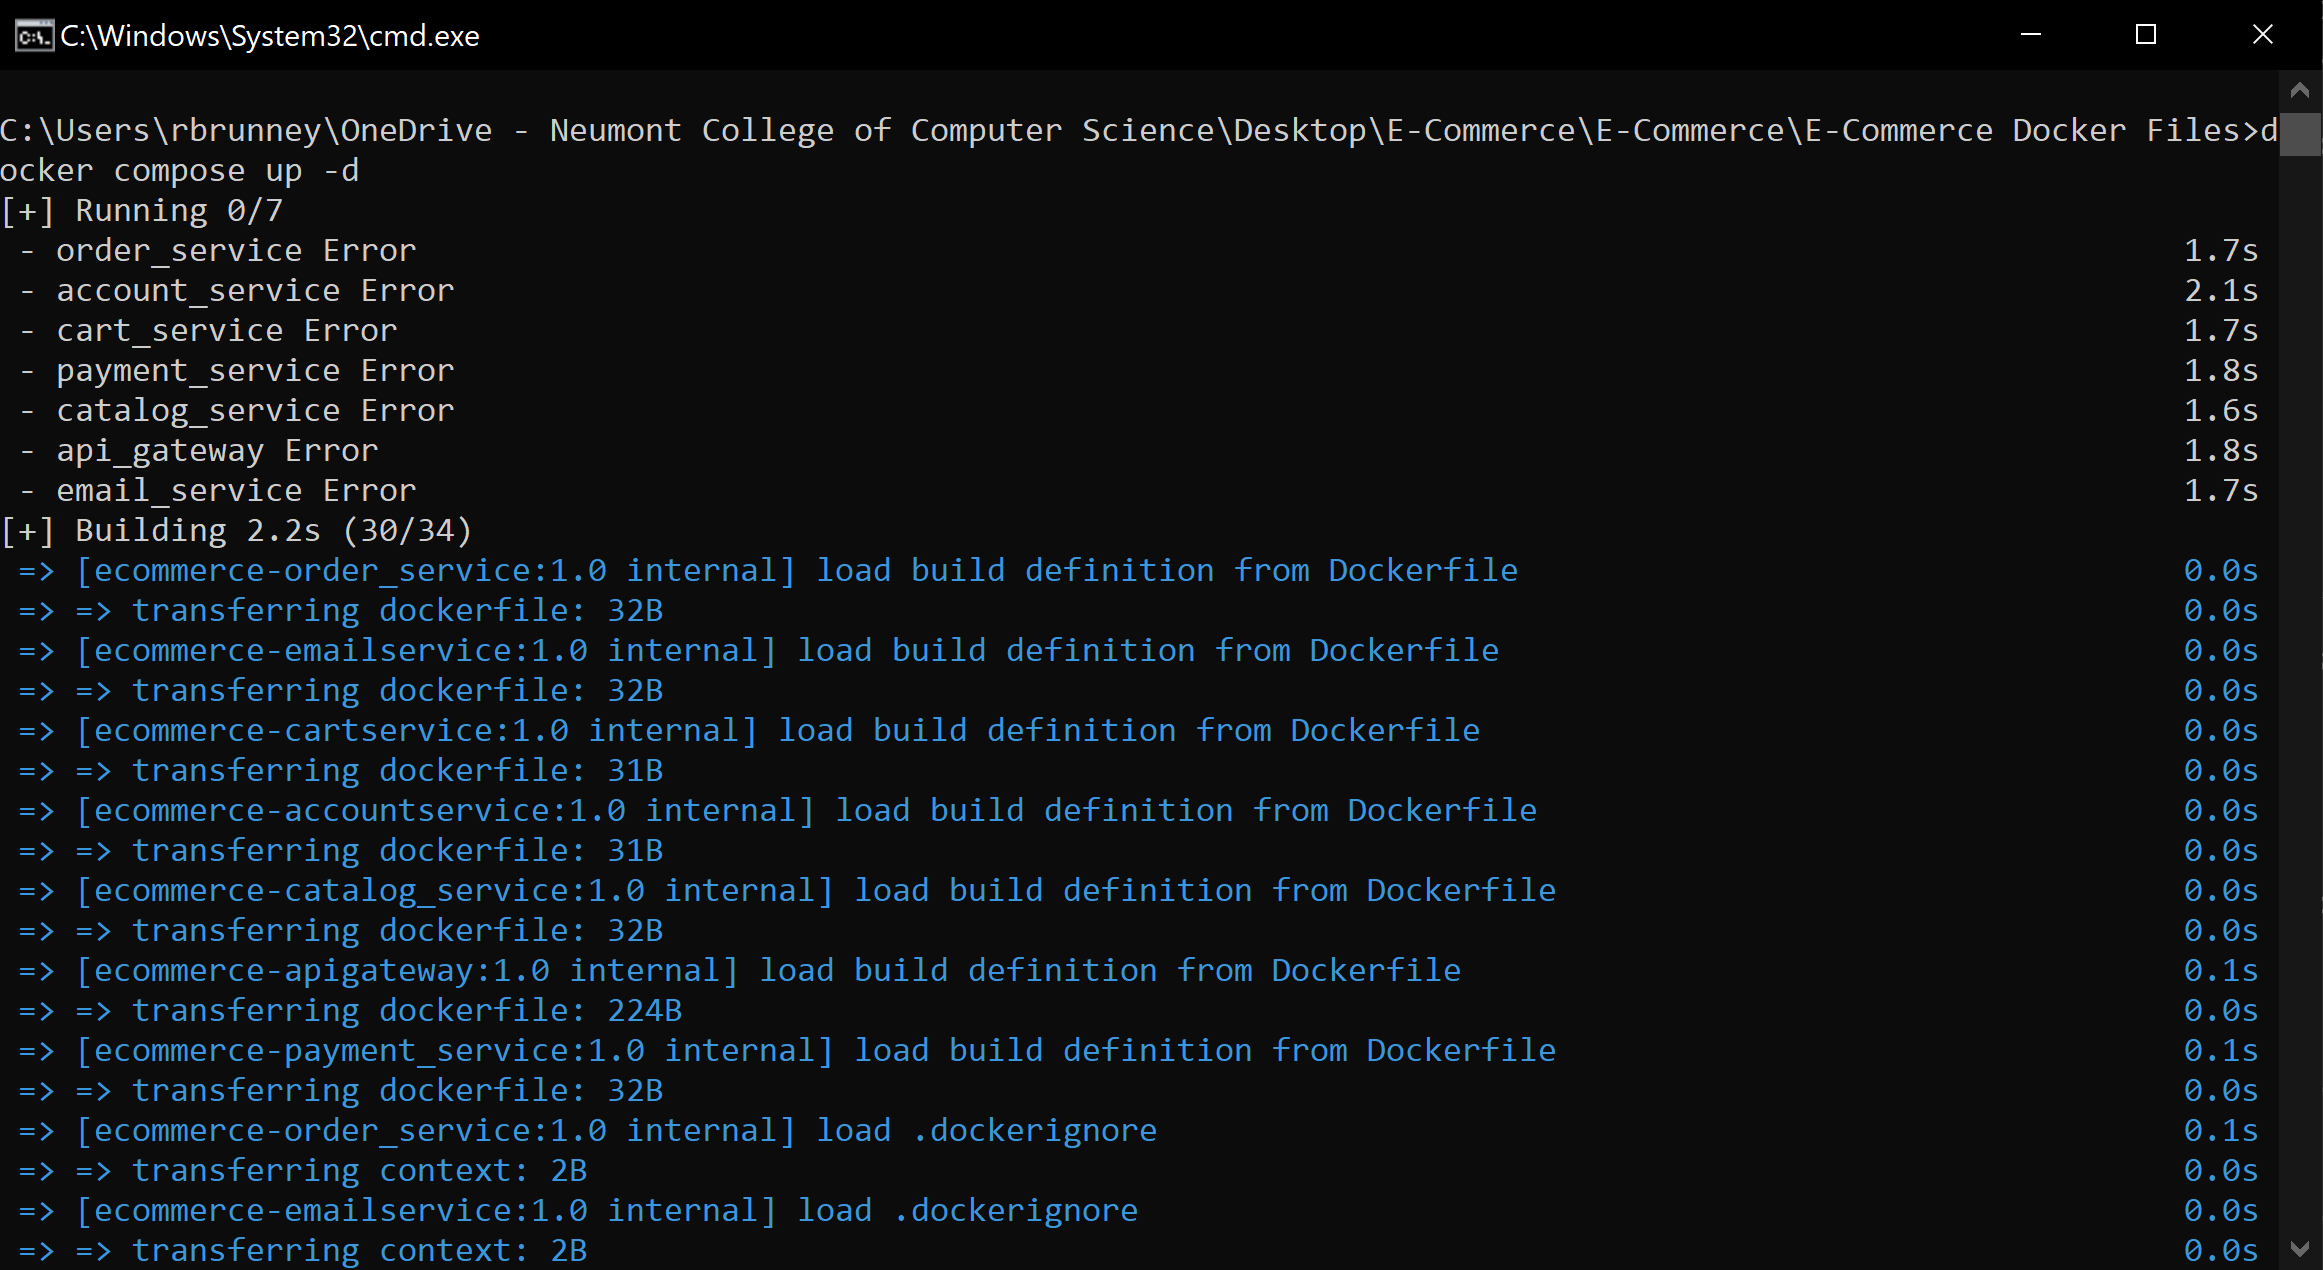 C:\Windows\System32\cmd.exe
C:\Users\rbrunney\OneDrive - Neumont College of Computer Science\Desktop\E-Commerce\E-Commerce\E-Commerce Docker Files>d
ocker compose up -d
[+] Running 0/7
 - order_service Error 1.7s
 - account_service Error 2.1s
 - cart_service Error 1.7s
 - payment_service Error 1.8s
 - catalog_service Error 1.6s
 - api_gateway Error 1.8s
 - email_service Error 1.7s
[+] Building 2.2s (30/34)
 => [ecommerce-order_service:1.0 internal] load build definition from Dockerfile 0.0s
 => => transferring dockerfile: 32B 0.0s
 => [ecommerce-emailservice:1.0 internal] load build definition from Dockerfile 0.0s
 => => transferring dockerfile: 32B 0.0s
 => [ecommerce-cartservice:1.0 internal] load build definition from Dockerfile 0.0s
 => => transferring dockerfile: 31B 0.0s
 => [ecommerce-accountservice:1.0 internal] load build definition from Dockerfile 0.0s
 => => transferring dockerfile: 31B 0.0s
 => [ecommerce-catalog_service:1.0 internal] load build definition from Dockerfile 0.0s
 => => transferring dockerfile: 32B 0.0s
 => [ecommerce-apigateway:1.0 internal] load build definition from Dockerfile 0.1s
 => => transferring dockerfile: 224B 0.0s
 => [ecommerce-payment_service:1.0 internal] load build definition from Dockerfile 0.1s
 => => transferring dockerfile: 32B 0.0s
 => [ecommerce-order_service:1.0 internal] load .dockerignore 0.1s
 => => transferring context: 2B 0.0s
 => [ecommerce-emailservice:1.0 internal] load .dockerignore 0.0s
 => => transferring context: 2B 0.0s